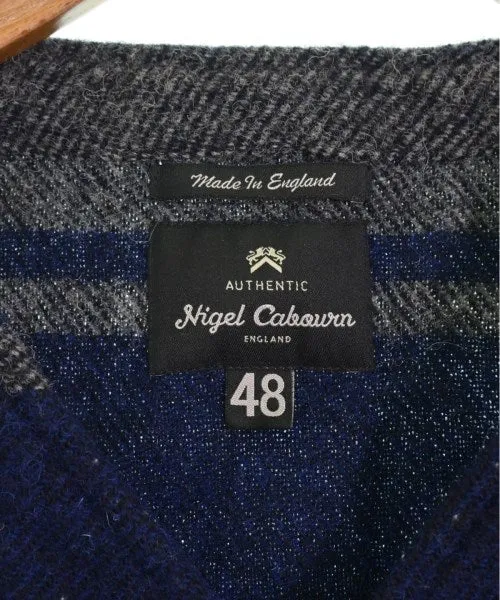 Made In England
AUTHENTIC
Nigel Cabourn
ENGLAND
48